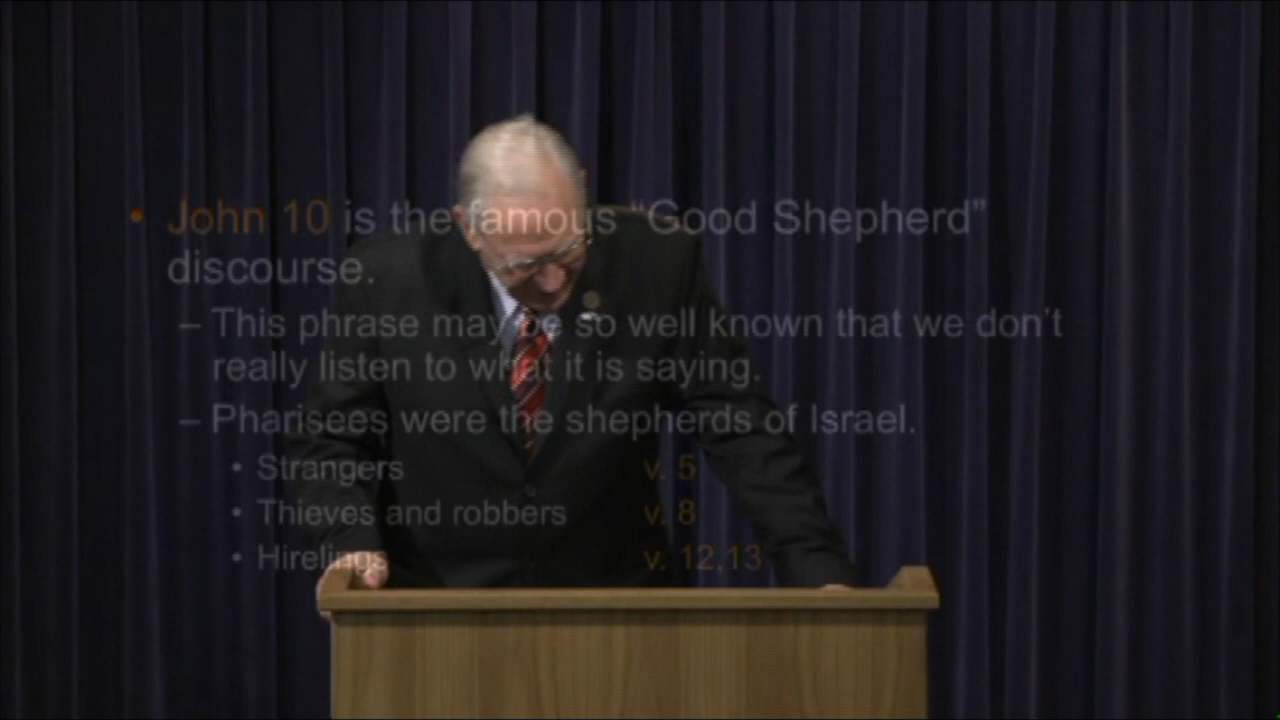 • John 10 is the famous “Good Shepherd”
discourse.
– This phrase may be so well known that we don’t
really listen to what it is saying.
– Pharisees were the shepherds of Israel.
• Strangers v. 5
• Thieves and robbers v. 8
• Hirelings v. 12,13